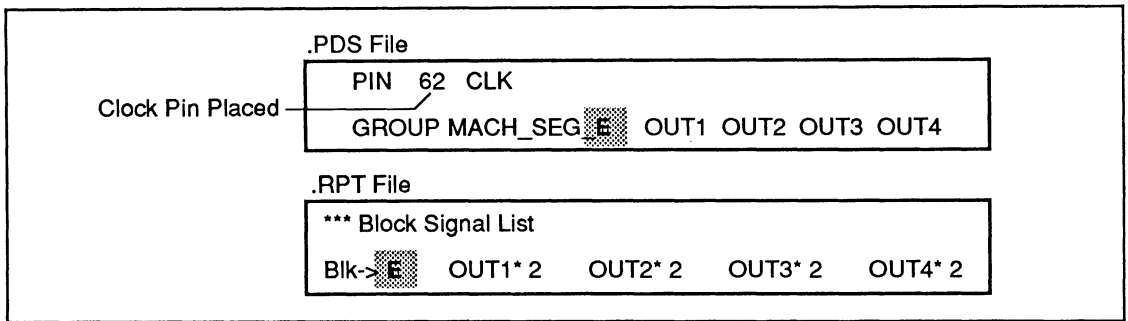 .PDS File
PIN 62 CLK
Clock Pin Placed
GROUP MACH_SEG_E OUT1 OUT2 OUT3 OUT4
.RPT File
*** Block Signal List
Blk-> E OUT1* 2 OUT2* 2 OUT3* 2 OUT4* 2